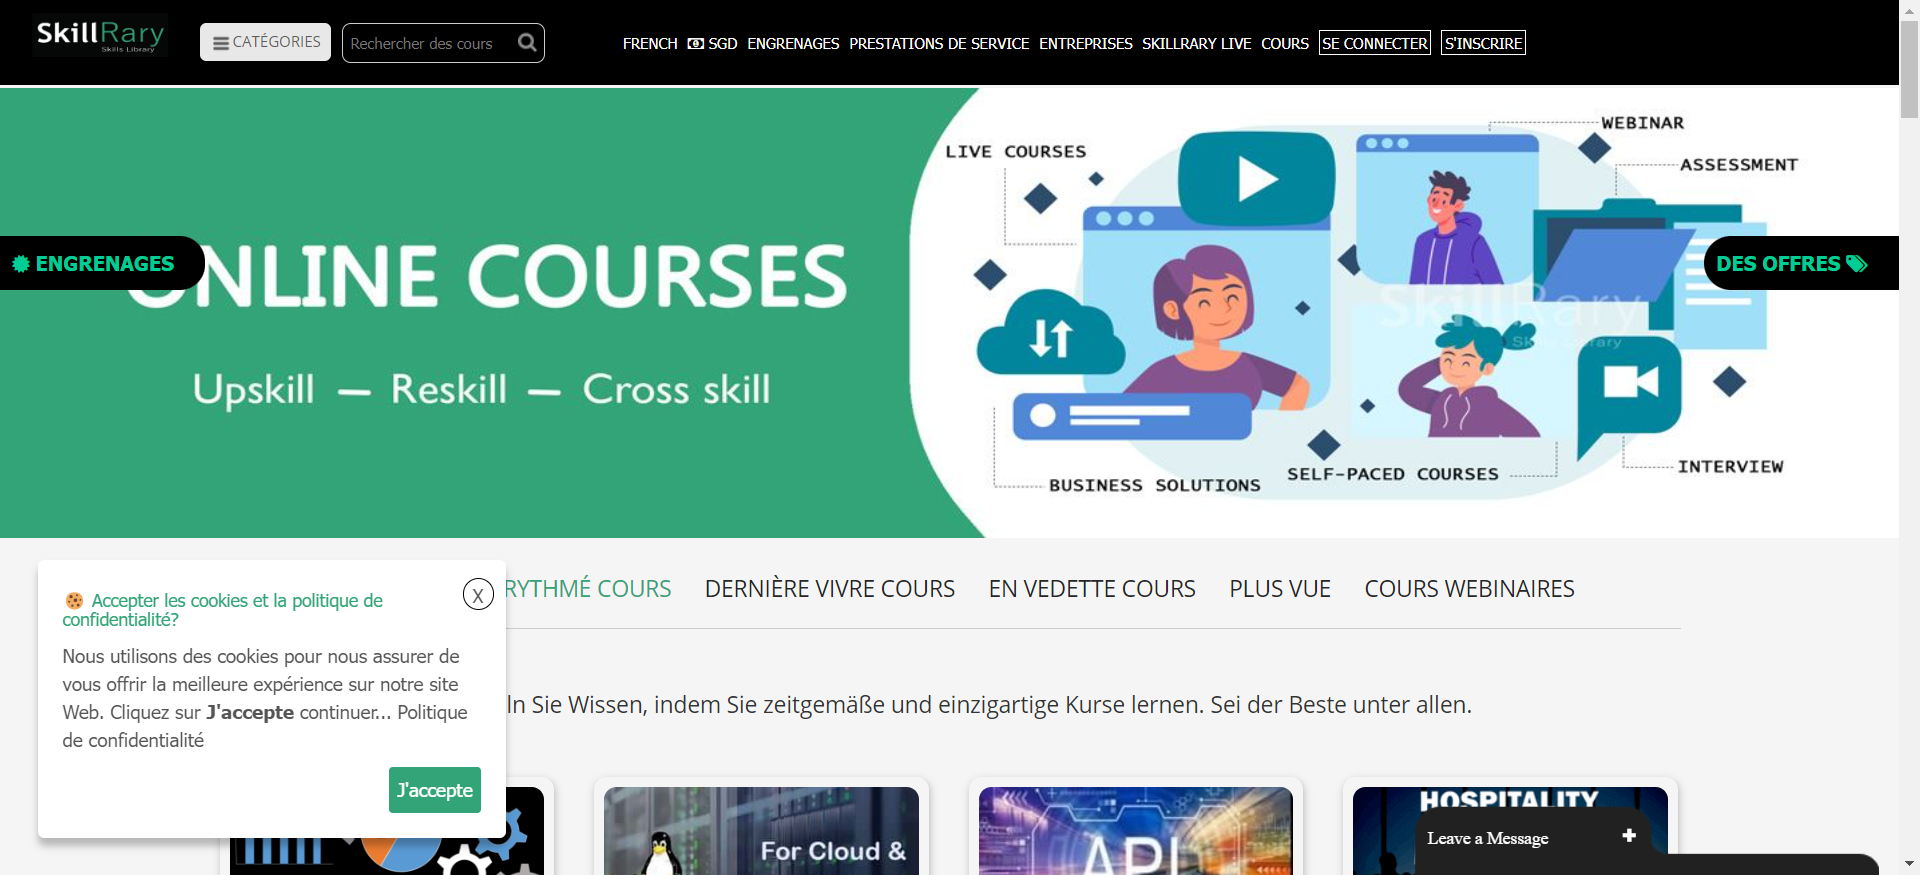 SkillRary
Skills Library
CATÉGORIES
Rechercher des cours
FRENCH SGD ENGRENAGES PRESTATIONS DE SERVICE ENTREPRISES SKILLRARY LIVE COURS SE CONNECTER S'INSCRIRE
WEBINAR
LIVE COURSES
ASSESSMENT
ENGRENAGES
NLINE COURSES
DES OFFRES
SkillRary
Upskill — Reskill — Cross skill
INTERVIEW
SELF-PACED COURSES
BUSINESS SOLUTIONS
RYTHMÉ COURS DERNIÈRE VIVRE COURS EN VEDETTE COURS PLUS VUE COURS WEBINAIRES
X
Accepter les cookies et la politique de
confidentialité?
Nous utilisons des cookies pour nous assurer de
vous offrir la meilleure expérience sur notre site
Web. Cliquez sur J'accepte continuer... Politique
de confidentialité
J'accepte
ln Sie Wissen, indem Sie zeitgemäße und einzigartige Kurse lernen. Sei der Beste unter allen.
For Cloud &
API
HOSPITALITY
Leave a Message